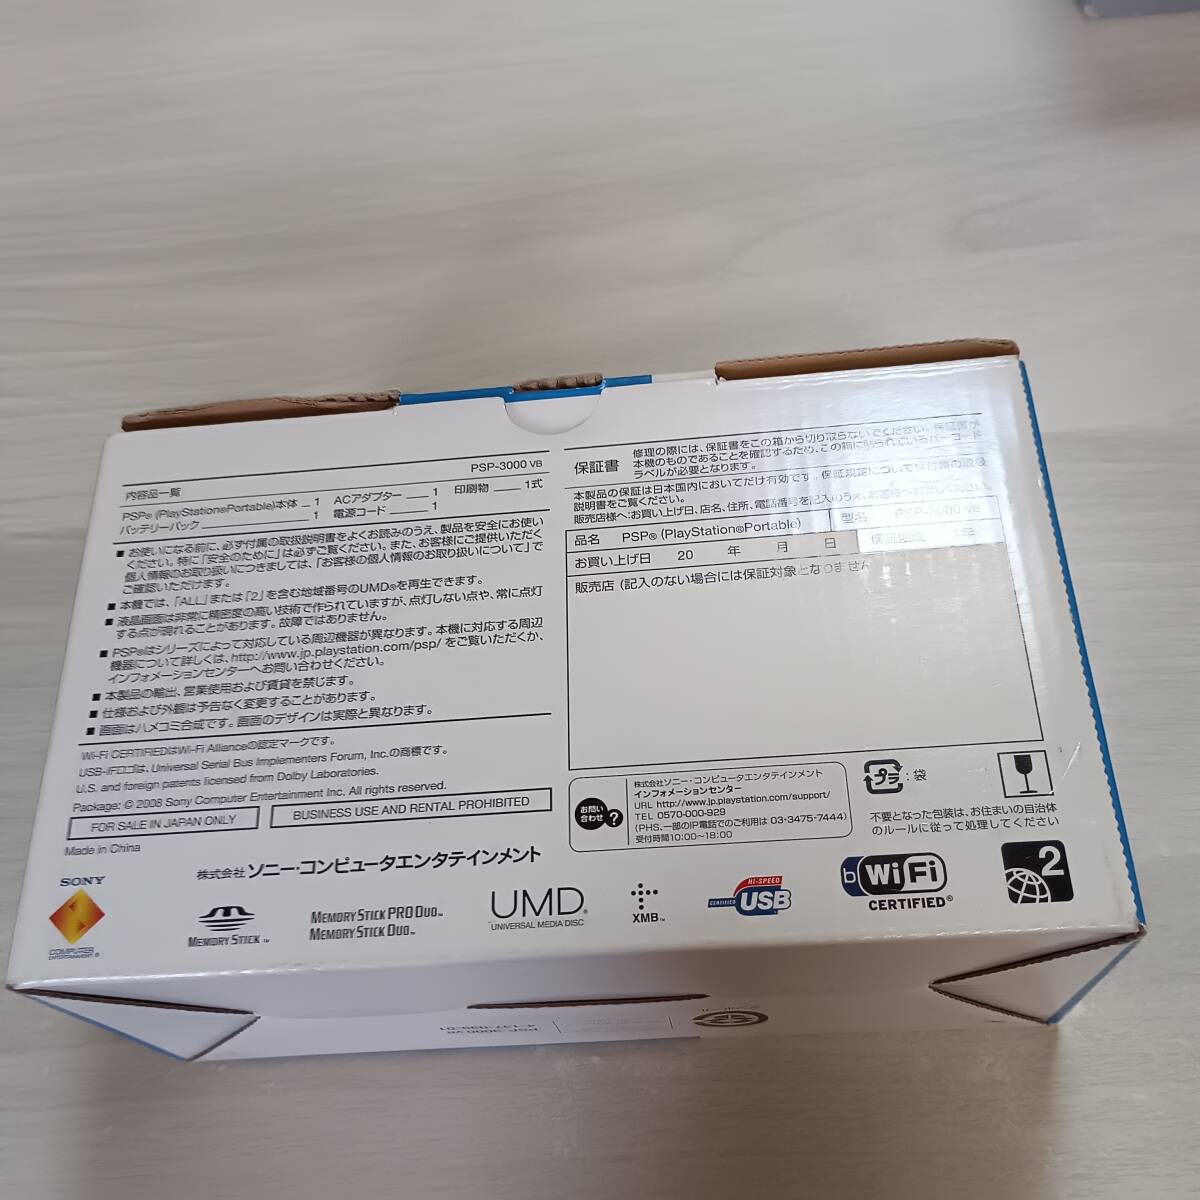 PSP-3000 VB
内容品一覧
PSP® (PlayStation®Portable)本体 1 ACアダプター 1 印刷物 1式
バッテリーパック 1 電源コード 1
■ お使いになる前に、必ず付属の取扱説明書をよくお読みのうえ、製品を安全にお使い
ください。特に「安全のために」は必ずご覧ください。また、お客様にご提供いただく
個人情報のお取り扱いにつきましては、「お客様の個人情報のお取り扱いについて」で
ご確認いただけます。
■ 本機では、「ALL」または「2」を含む地域番号のUMD®を再生できます。
■ 液晶画面は非常に精密度の高い技術で作られていますが、点灯しない点や、常に点灯
する点が現れることがあります。故障ではありません。
■ PSP®はシリーズによって対応している周辺機器が異なります。本機に対応する周辺
機器について詳しくは、http://www.jp.playstation.com/psp/ をご覧いただくか、
インフォメーションセンターへお問い合わせください。
■ 本製品の輸出、営業使用および賃貸を禁じます。
■ 仕様および外観は予告なく変更することがあります。
■ 画面はハメコミ合成です。画面のデザインは実際と異なります。
Wi-Fi CERTIFIEDはWi-Fi Allianceの認定マークです。
USB-IFロゴは、Universal Serial Bus Implementers Forum, Inc.の商標です。
U.S. and foreign patents licensed from Dolby Laboratories.
Package: © 2008 Sony Computer Entertainment Inc. All rights reserved.
FOR SALE IN JAPAN ONLY
BUSINESS USE AND RENTAL PROHIBITED
Made in China
株式会社 ソニー・コンピュータエンタテインメント
保証書
修理の際には、保証書をこの箱から切り取らないでください。保証書が
本機のものであることを確認するため、この箱に貼られているバーコード
ラベルが必要となります。
本製品の保証は日本国内においてだけ有効です。保証規定については付属の取扱
説明書をご覧ください。
販売店様へ:お買い上げ日、店名、住所、電話番号を記入のうえ、お客様へお渡しください。
品名 PSP® (PlayStation®Portable) 型名 PSP-3000 VB
お買い上げ日 20 年 月 日 保証期間 1年
販売店 (記入のない場合には保証対象となりません
お問い
合わせ ?
株式会社ソニー・コンピュータエンタテインメント
インフォメーションセンター
URL http://www.jp.playstation.com/support/
TEL 0570-000-929
(PHS、一部のIP電話でのご利用は 03-3475-7444)
受付時間10:00~18:00
プラ :袋
不要となった包装は、お住まいの自治体
のルールに従って処理してください
SONY
COMPUTER
ENTERTAINMENT ®
MEMORY STICK™
MEMORY STICK PRO DUO™
MEMORY STICK DUO™
UMD®
UNIVERSAL MEDIA DISC
XMB™
HI-SPEED
CERTIFIED USB
b Wi Fi
CERTIFIED®
2
PSP-3000 VB
4-137-039-01